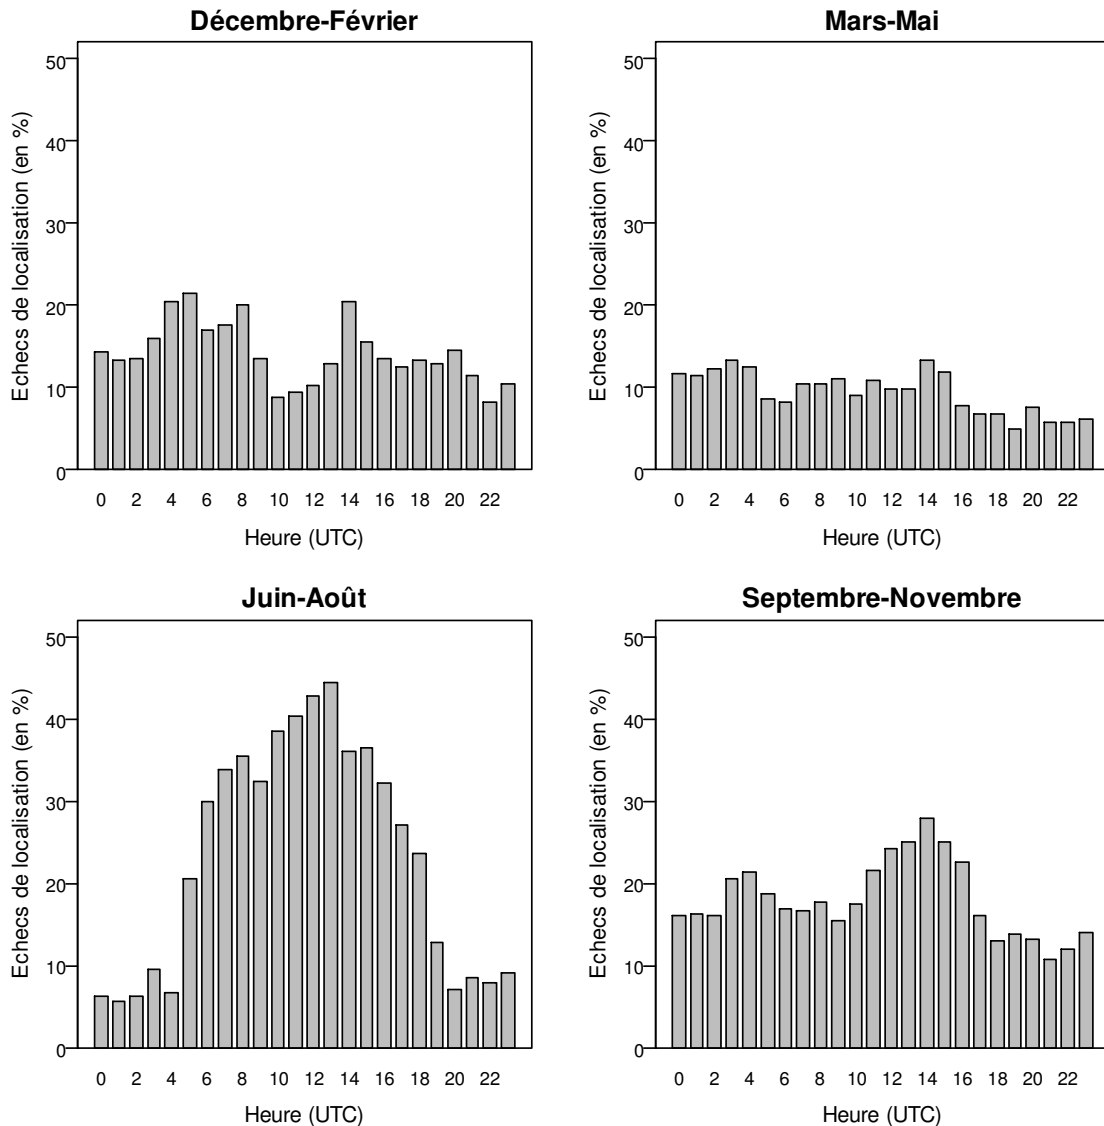 Décembre-Février
Echecs de localisation (en %)
50
40
30
20
10
0
0 2 4 6 8 10 12 14 16 18 20 22
Heure (UTC)
Mars-Mai
Echecs de localisation (en %)
50
40
30
20
10
0
0 2 4 6 8 10 12 14 16 18 20 22
Heure (UTC)
Juin-Août
Echecs de localisation (en %)
50
40
30
20
10
0
0 2 4 6 8 10 12 14 16 18 20 22
Heure (UTC)
Septembre-Novembre
Echecs de localisation (en %)
50
40
30
20
10
0
0 2 4 6 8 10 12 14 16 18 20 22
Heure (UTC)